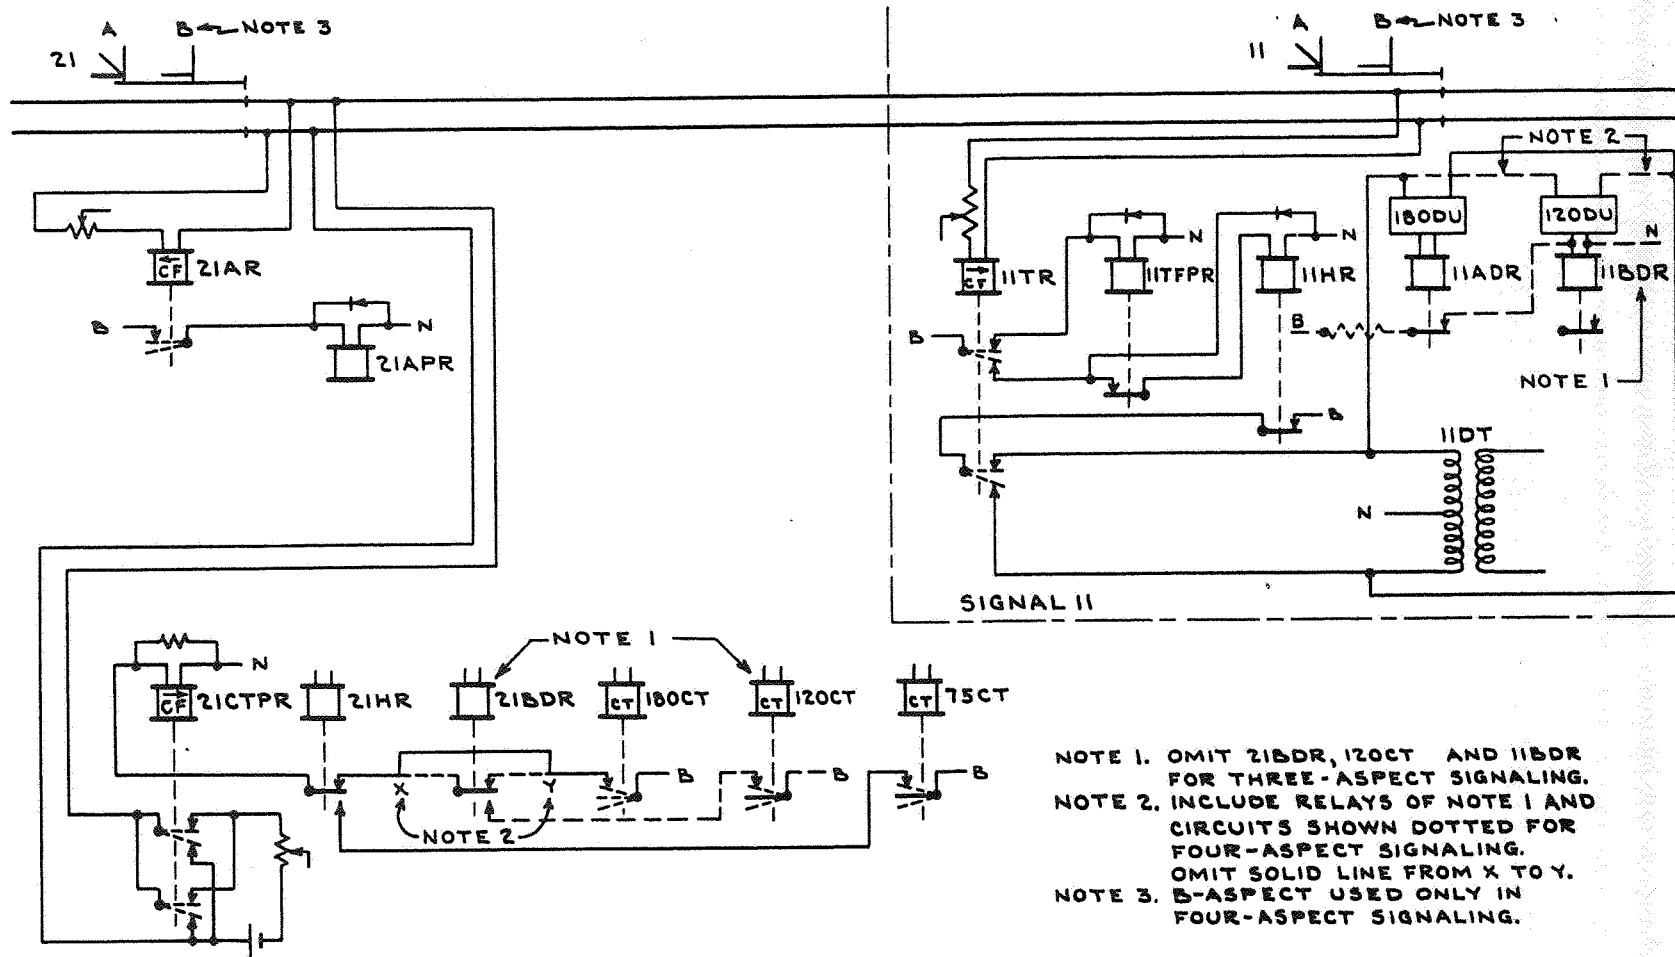 A
B
NOTE 3
21
A
B
NOTE 3
11
NOTE 2
180DU
120DU
N
CF
21AR
CF
11TR
11TFPR
N
11HR
N
11ADR
11BDR
B
N
21APR
B
B
NOTE 1
B
11DT
N
SIGNAL 11
NOTE 1
N
CF
21CTPR
21HR
21BDR
CT
180CT
CT
120CT
CT
75CT
B
B
B
X
Y
NOTE 2
NOTE 1. OMIT 21BDR, 120CT AND 11BDR
FOR THREE-ASPECT SIGNALING.
NOTE 2. INCLUDE RELAYS OF NOTE 1 AND
CIRCUITS SHOWN DOTTED FOR
FOUR-ASPECT SIGNALING.
OMIT SOLID LINE FROM X TO Y.
NOTE 3. B-ASPECT USED ONLY IN
FOUR-ASPECT SIGNALING.